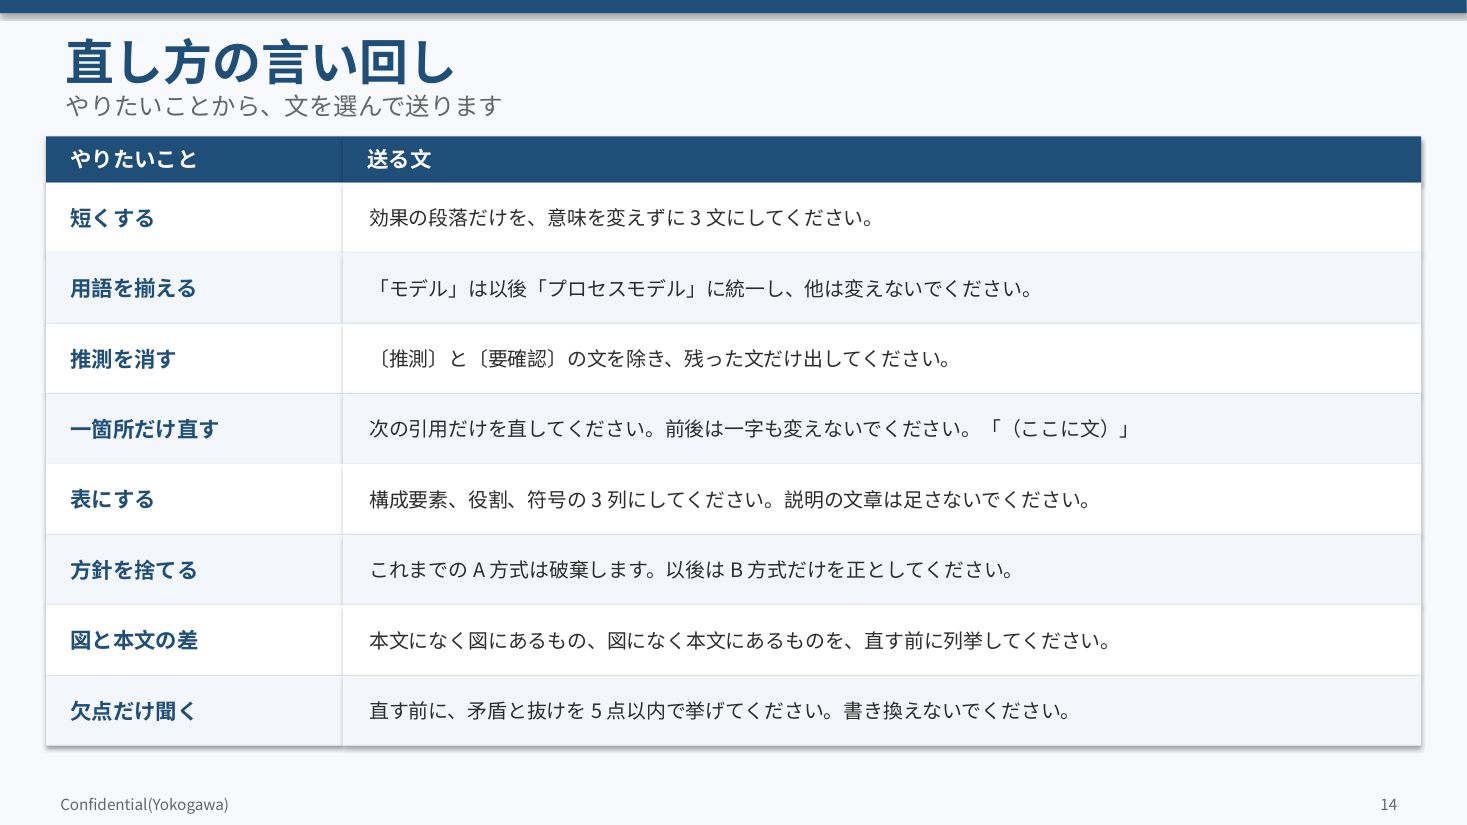 直し方の言い回し
やりたいことから、文を選んで送ります
やりたいこと 送る文
短くする 効果の段落だけを、意味を変えずに 3 文にしてください。
用語を揃える 「モデル」は以後「プロセスモデル」に統一し、他は変えないでください。
推測を消す 〔推測〕と〔要確認〕の文を除き、残った文だけ出してください。
一箇所だけ直す 次の引用だけを直してください。前後は一字も変えないでください。「（ここに文）」
表にする 構成要素、役割、符号の 3 列にしてください。説明の文章は足さないでください。
方針を捨てる これまでの A 方式は破棄します。以後は B 方式だけを正としてください。
図と本文の差 本文になく図にあるもの、図になく本文にあるものを、直す前に列挙してください。
欠点だけ聞く 直す前に、矛盾と抜けを 5 点以内で挙げてください。書き換えないでください。
Confidential(Yokogawa) 14